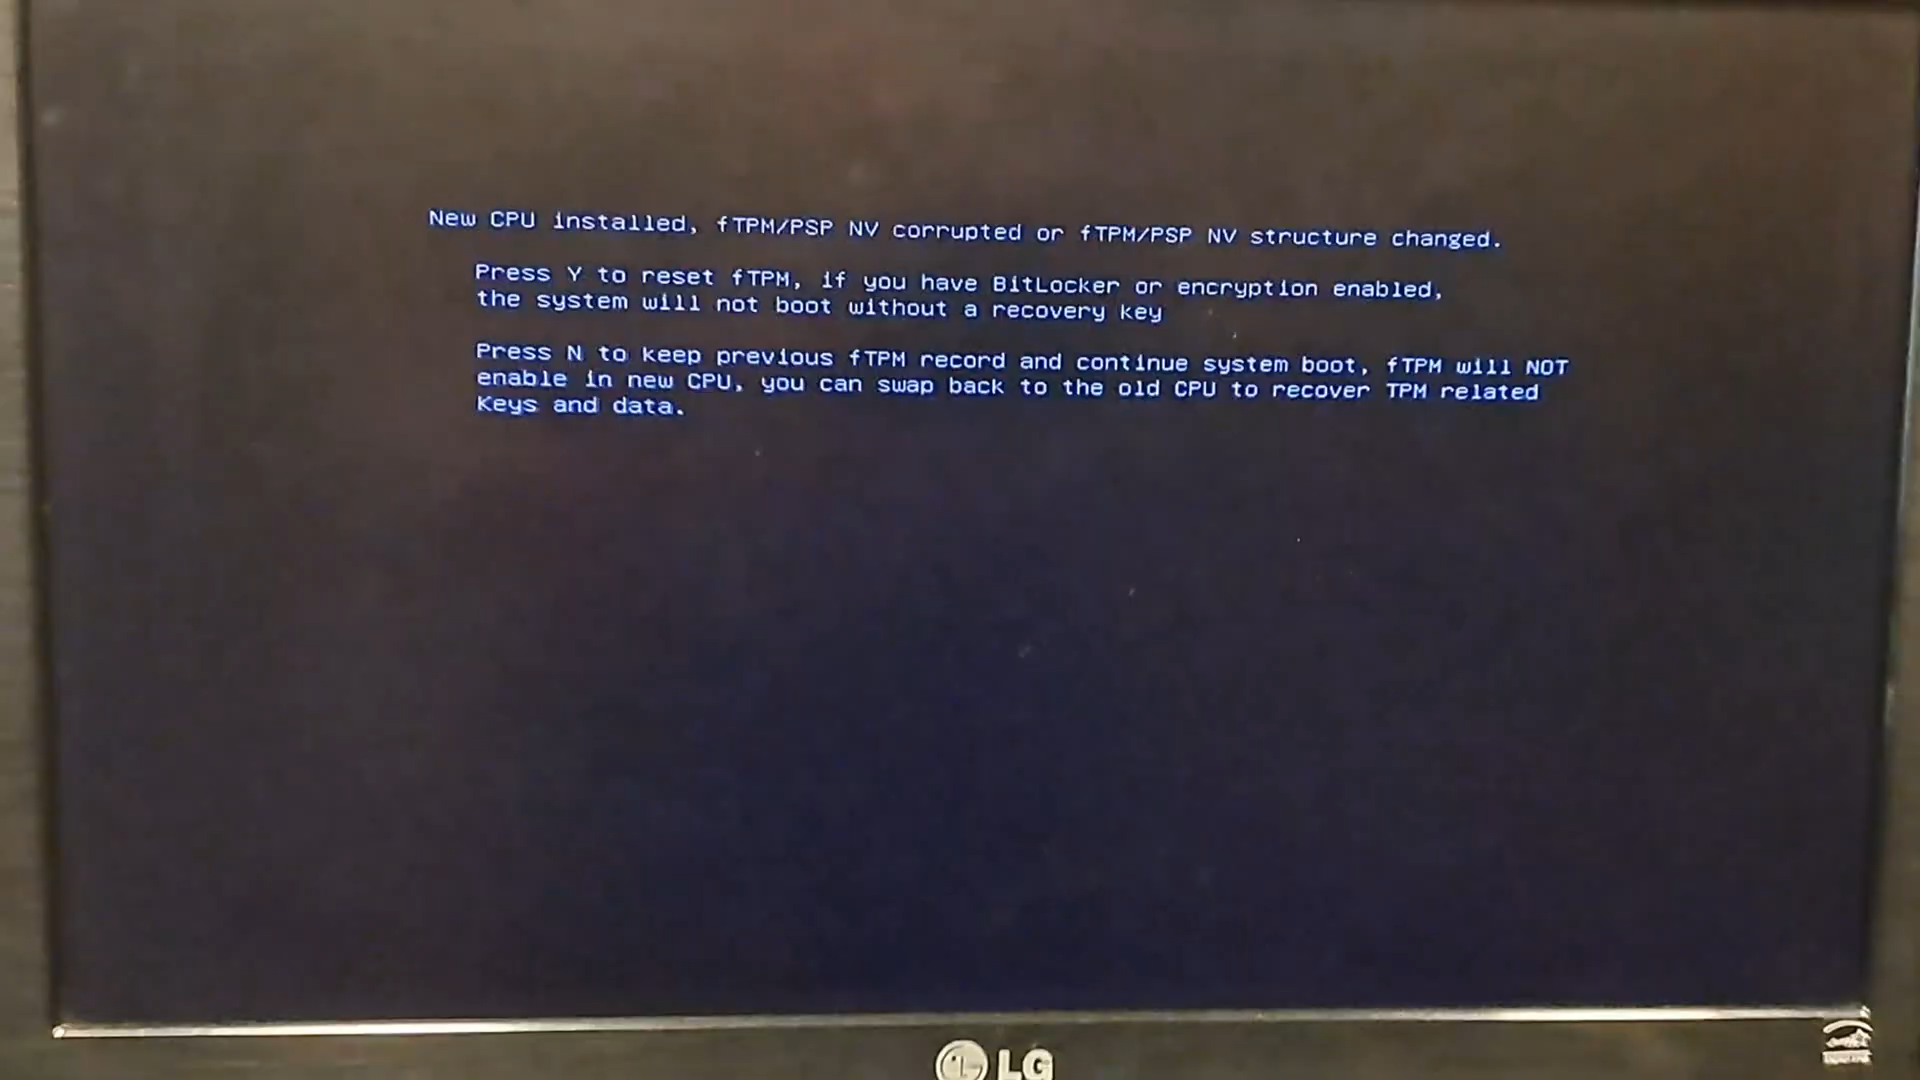 New CPU installed, fTPM/PSP NV corrupted or fTPM/PSP NV structure changed.
Press Y to reset fTPM, if you have BitLocker or encryption enabled,
the system will not boot without a recovery key
Press N to keep previous fTPM record and continue system boot, fTPM will NOT
enable in new CPU, you can swap back to the old CPU to recover TPM related
Keys and data.
LG